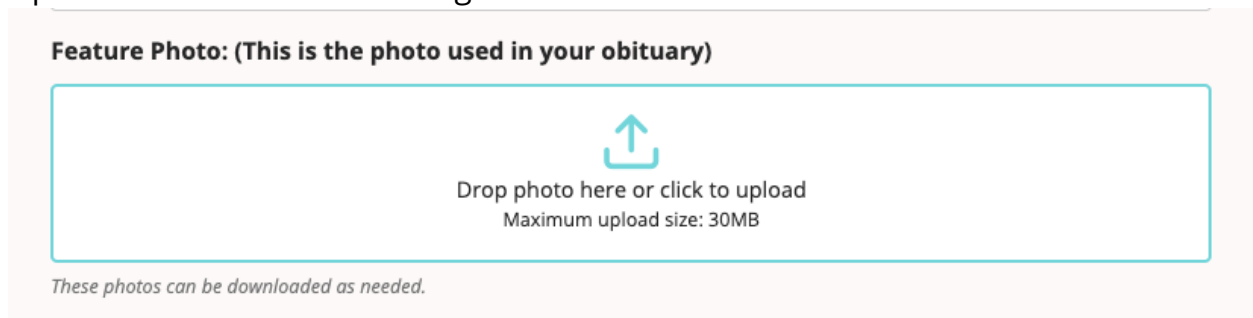 Feature Photo: (This is the photo used in your obituary)
Drop photo here or click to upload
Maximum upload size: 30MB
These photos can be downloaded as needed.